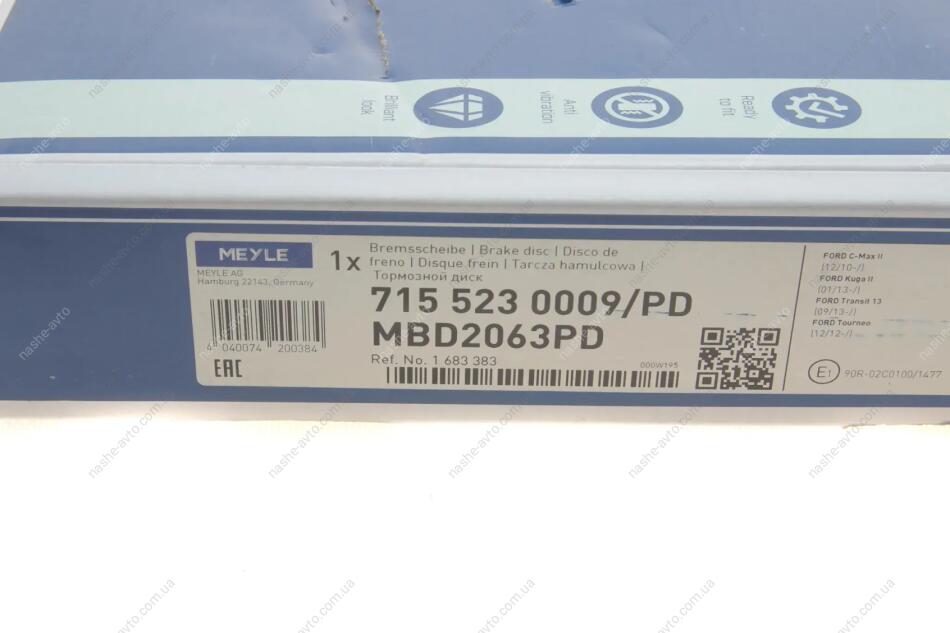 Brilliant
look
Anti
vibration
Ready
to fit
MEYLE
MEYLE AG
Hamburg 22143, Germany
4 040074 200384
EAC
1x
Bremsscheibe | Brake disc | Disco de
freno | Disque frein | Tarcza hamulcowa |
Тормозной диск
715 523 0009/PD
MBD2063PD
Ref. No. 1 683 383
000W195
FORD C-Max II
(12/10-/)
FORD Kuga II
(01/13-/)
FORD Transit 13
(09/13-/)
FORD Tourneo
(12/12-/)
E1 90R-02C0100/1477
nashe-avto.com.ua